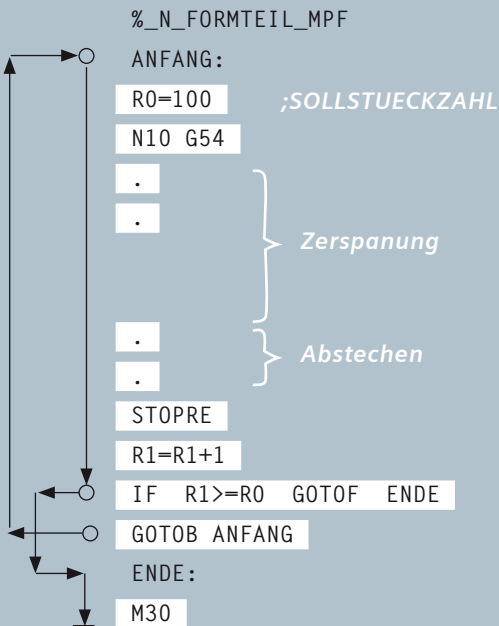 %_N_FORMTEIL_MPF
ANFANG:
R0=100 ;SOLLSTUECKZAHL
N10 G54
.
.
Zerspanung
.
Abstechen
.
STOPRE
R1=R1+1
IF R1>=R0 GOTOF ENDE
GOTOB ANFANG
ENDE:
M30